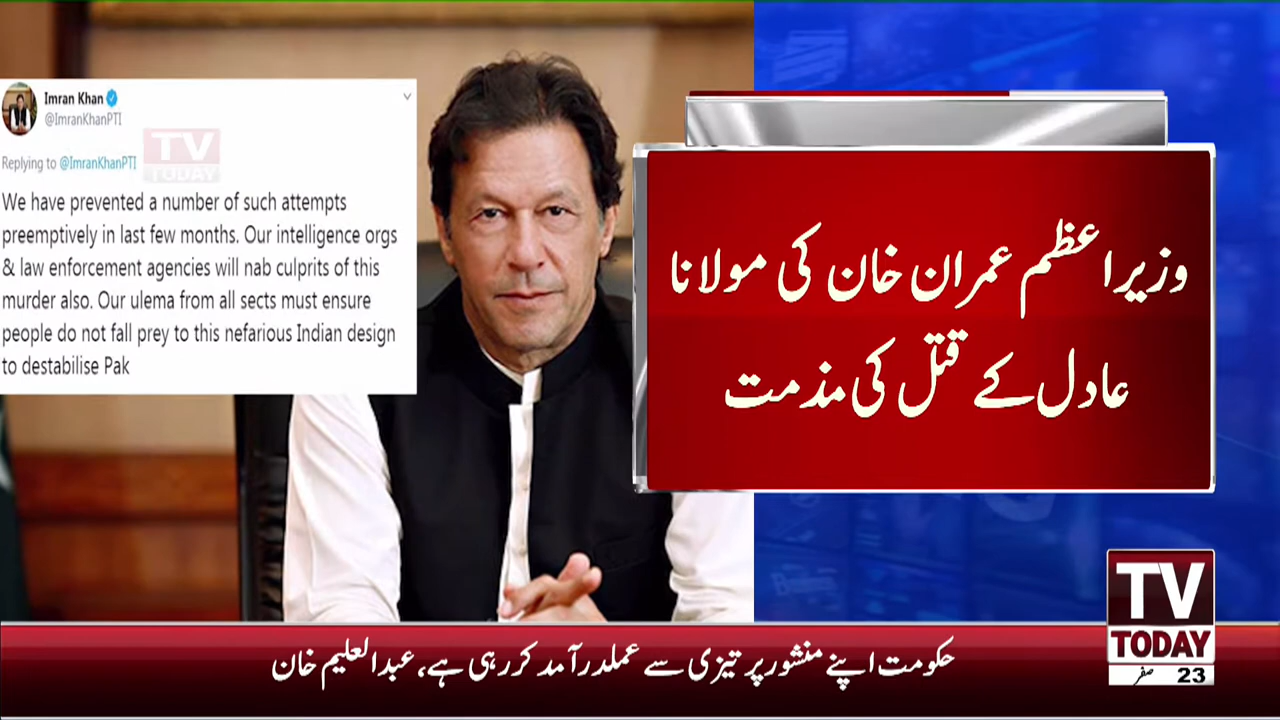 Imran Khan
@ImranKhanPTI
TV
TODAY
Replying to @ImranKhanPTI
We have prevented a number of such attempts
preemptively in last few months. Our intelligence orgs
& law enforcement agencies will nab culprits of this
murder also. Our ulema from all sects must ensure
people do not fall prey to this nefarious Indian design
to destabilise Pak
وزیراعظم عمران خان کی مولانا
عادل کے قتل کی مذمت
TV
TODAY
23 صفر
حکومت اپنے منشور پر تیزی سے عملدرآمد کر رہی ہے، عبدالعلیم خان